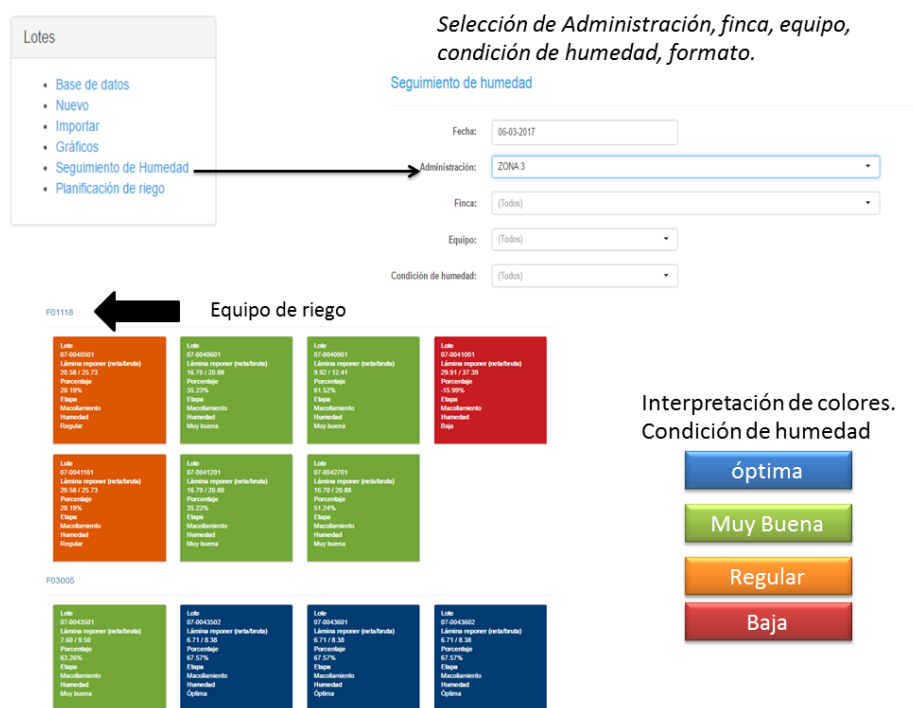 Lotes
Base de datos
Nuevo
Importar
Gráficos
Seguimiento de Humedad
Planificación de riego
Selección de Administración, finca, equipo,
condición de humedad, formato.
Seguimiento de humedad
Fecha:
06-03-2017
Administración:
ZONA 3
Finca:
(Todos)
Equipo:
(Todos)
Condición de humedad:
(Todos)
F01118
Equipo de riego
Lote
07-0040501
Lámina reponer (neta/bruta)
20.58 / 25.73
Porcentaje
20.19%
Etapa
Macollamiento
Humedad
Regular
Lote
07-0040601
Lámina reponer (neta/bruta)
16.70 / 20.88
Porcentaje
35.23%
Etapa
Macollamiento
Humedad
Muy buena
Lote
07-0040901
Lámina reponer (neta/bruta)
9.92 / 12.41
Porcentaje
61.52%
Etapa
Macollamiento
Humedad
Muy buena
Lote
07-0041001
Lámina reponer (neta/bruta)
29.91 / 37.39
Porcentaje
-15.99%
Etapa
Macollamiento
Humedad
Baja
Lote
07-0041101
Lámina reponer (neta/bruta)
20.58 / 25.73
Porcentaje
20.19%
Etapa
Macollamiento
Humedad
Regular
Lote
07-0041201
Lámina reponer (neta/bruta)
16.70 / 20.88
Porcentaje
35.23%
Etapa
Macollamiento
Humedad
Muy buena
Lote
07-0042701
Lámina reponer (neta/bruta)
16.70 / 20.88
Porcentaje
51.24%
Etapa
Macollamiento
Humedad
Muy buena
Interpretación de colores.
Condición de humedad
óptima
Muy Buena
Regular
Baja
F03005
Lote
07-0043501
Lámina reponer (neta/bruta)
7.60 / 9.50
Porcentaje
63.26%
Etapa
Macollamiento
Humedad
Muy buena
Lote
07-0043502
Lámina reponer (neta/bruta)
6.71 / 8.38
Porcentaje
67.57%
Etapa
Macollamiento
Humedad
Óptima
Lote
07-0043601
Lámina reponer (neta/bruta)
6.71 / 8.38
Porcentaje
67.57%
Etapa
Macollamiento
Humedad
Óptima
Lote
07-0043602
Lámina reponer (neta/bruta)
6.71 / 8.38
Porcentaje
67.57%
Etapa
Macollamiento
Humedad
Óptima